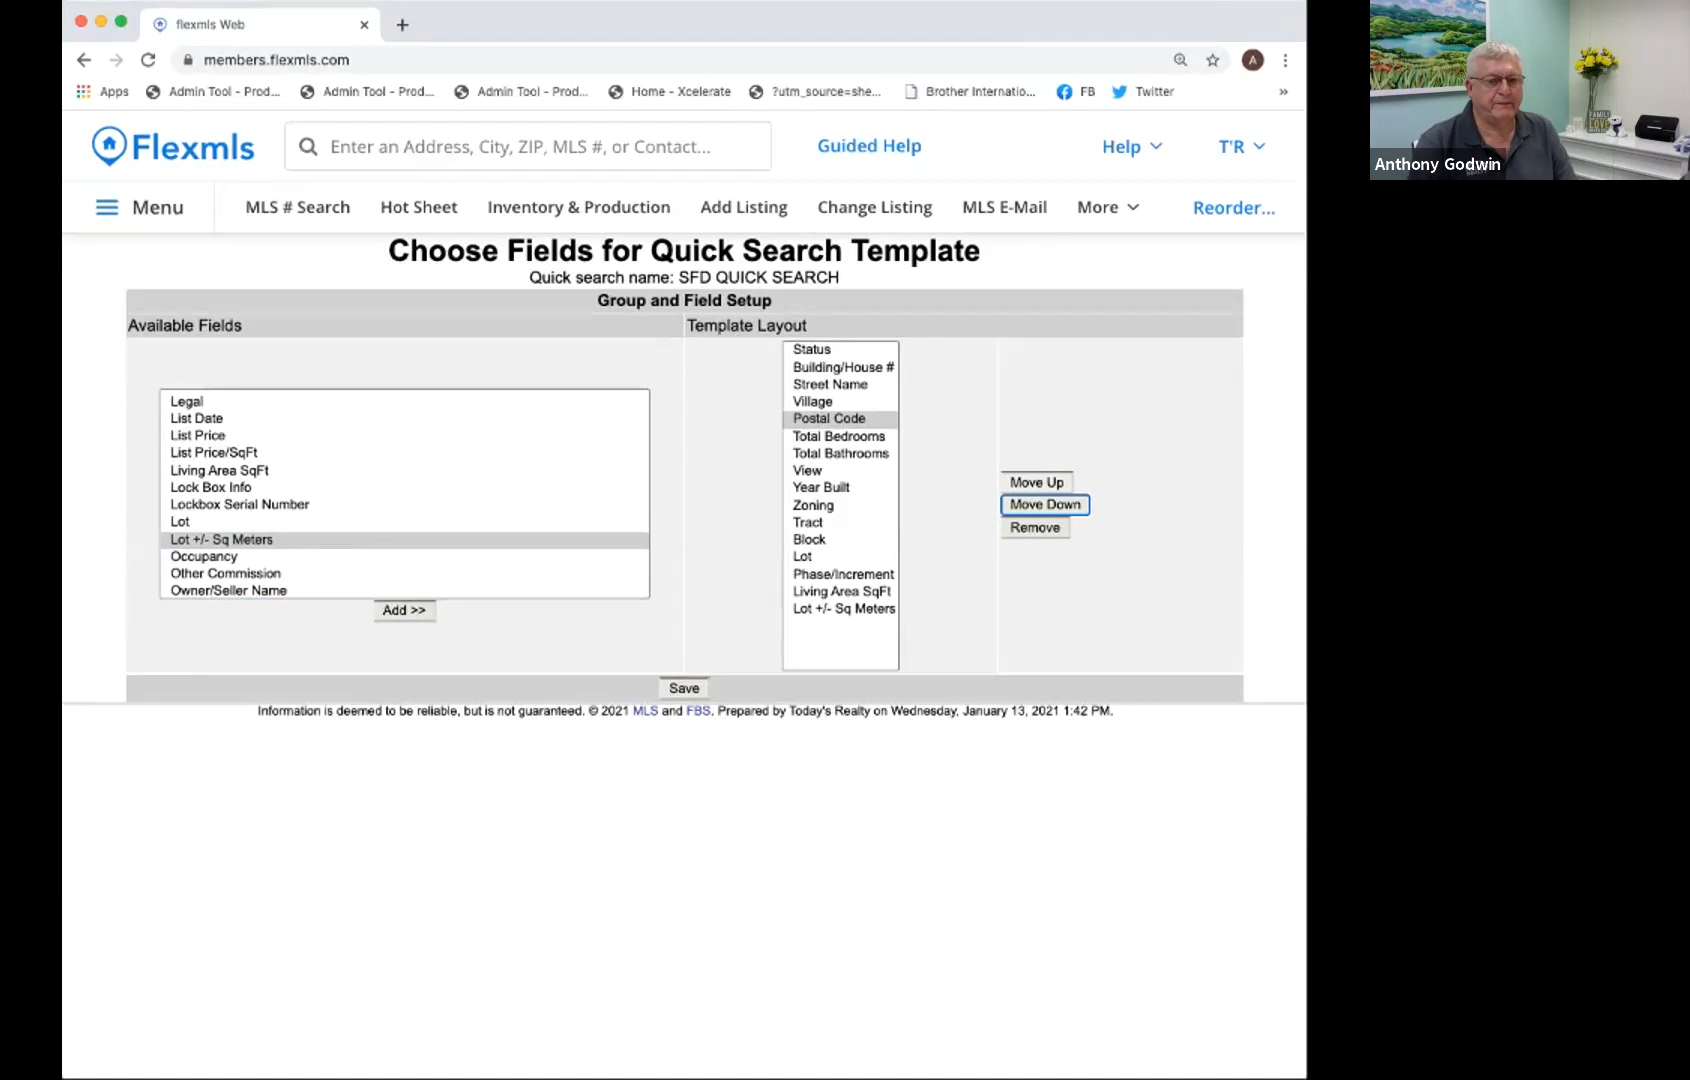 flexmls Web
members.flexmls.com
A
Apps Admin Tool - Prod... Admin Tool - Prod... Admin Tool - Prod... Home - Xcelerate ?utm_source=she... Brother Internatio... FB Twitter »
Flexmls Enter an Address, City, ZIP, MLS #, or Contact... Guided Help Help T'R
Menu MLS # Search Hot Sheet Inventory & Production Add Listing Change Listing MLS E-Mail More Reorder...
Choose Fields for Quick Search Template
Quick search name: SFD QUICK SEARCH
Group and Field Setup
Available Fields Template Layout
Legal
List Date
List Price
List Price/SqFt
Living Area SqFt
Lock Box Info
Lockbox Serial Number
Lot
Lot +/- Sq Meters
Occupancy
Other Commission
Owner/Seller Name
Add >>
Status
Building/House #
Street Name
Village
Postal Code
Total Bedrooms
Total Bathrooms
View
Year Built
Zoning
Tract
Block
Lot
Phase/Increment
Living Area SqFt
Lot +/- Sq Meters
Move Up
Move Down
Remove
Save
Information is deemed to be reliable, but is not guaranteed. © 2021 MLS and FBS. Prepared by Today's Realty on Wednesday, January 13, 2021 1:42 PM.
FAMILY
LOVE
Anthony Godwin